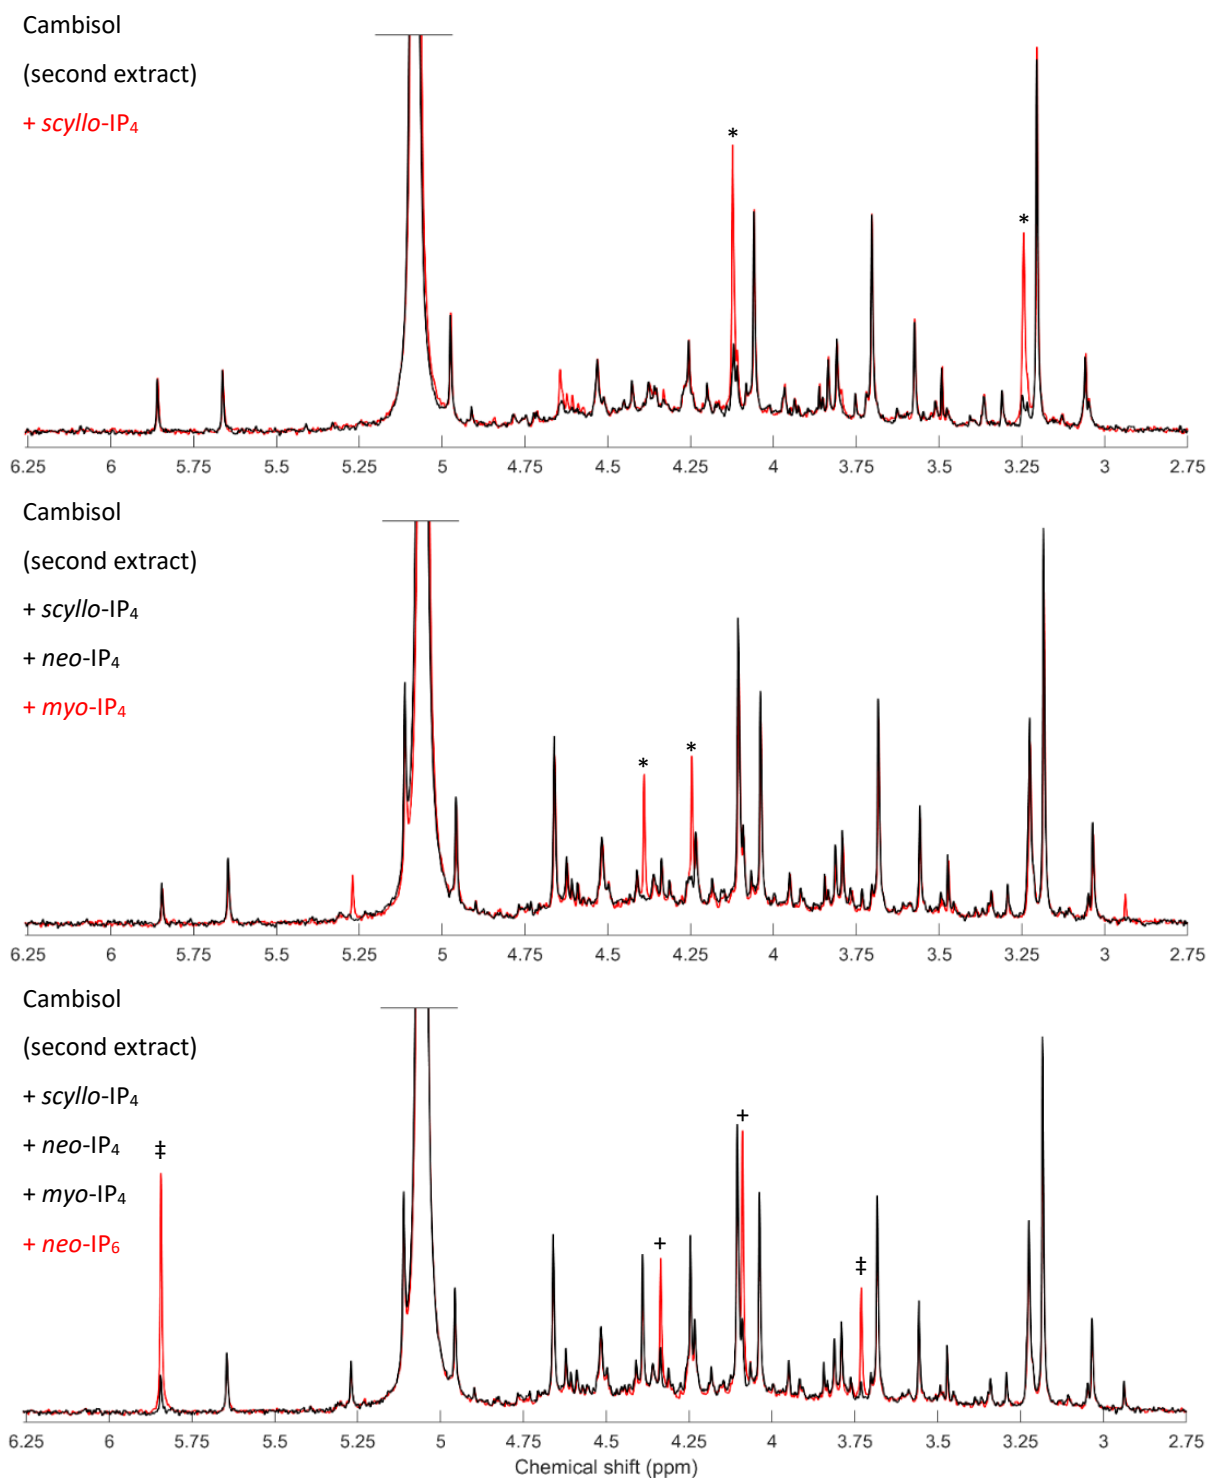 Cambisol
(second extract)
+ scyllo-IP₄
* *
6.25 6 5.75 5.5 5.25 5 4.75 4.5 4.25 4 3.75 3.5 3.25 3 2.75
Cambisol
(second extract)
+ scyllo-IP₄
+ neo-IP₄
+ myo-IP₄
* *
6.25 6 5.75 5.5 5.25 5 4.75 4.5 4.25 4 3.75 3.5 3.25 3 2.75
Cambisol
(second extract)
+ scyllo-IP₄
+ neo-IP₄
+ myo-IP₄
+ neo-IP₆
‡ + + ‡
6.25 6 5.75 5.5 5.25 5 4.75 4.5 4.25 4 3.75 3.5 3.25 3 2.75
Chemical shift (ppm)